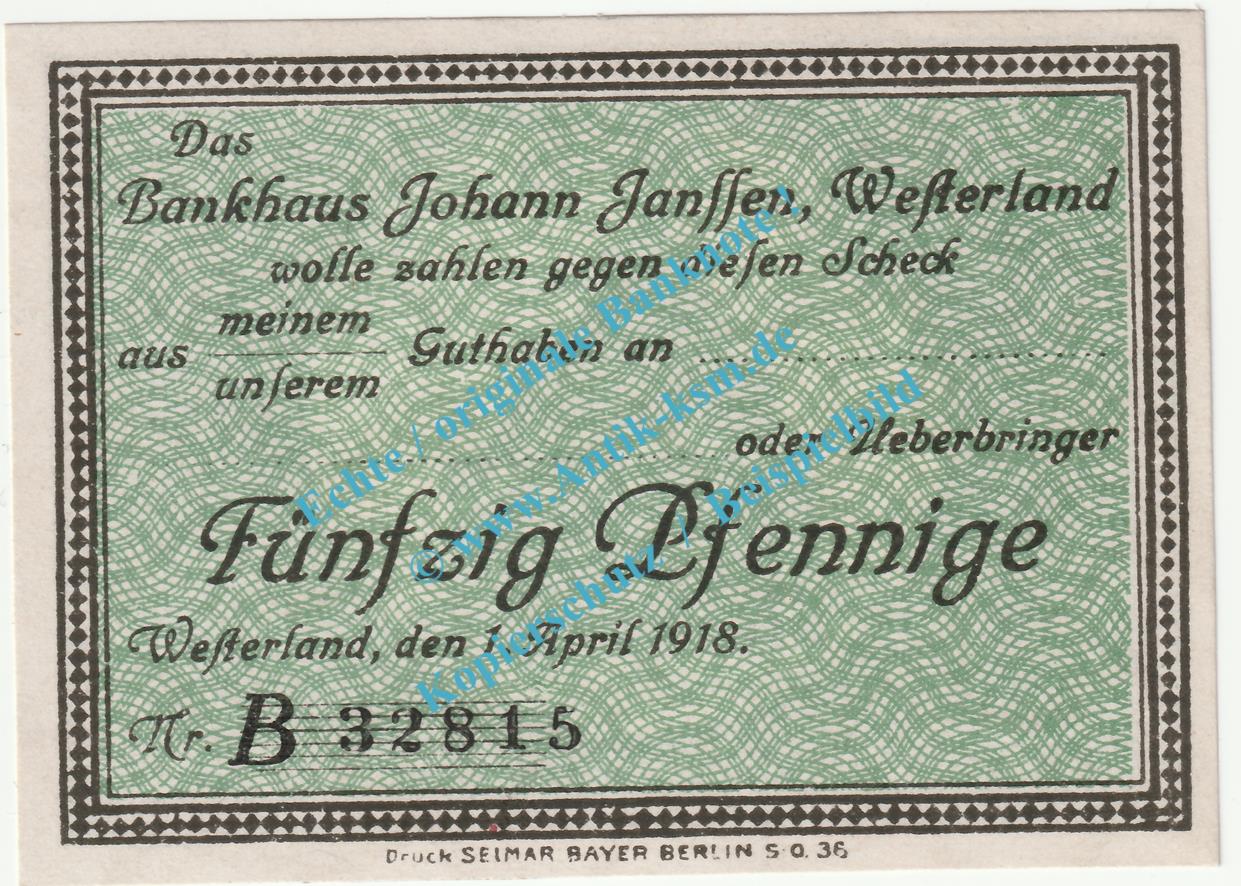 Das
Bankhaus Johann Janſſen, Weſterland
wolle zahlen gegen dieſen Scheck
aus meinem Guthaben an
unſerem
oder Ueberbringer
Fünfzig Pfennige
Weſterland, den 1. April 1918.
Nr. B 32815
Druck SELMAR BAYER BERLIN S.O. 36
Echte / originale Banknote !
© www.Antik-ksm.de
Kopierschutz / Beispielbild